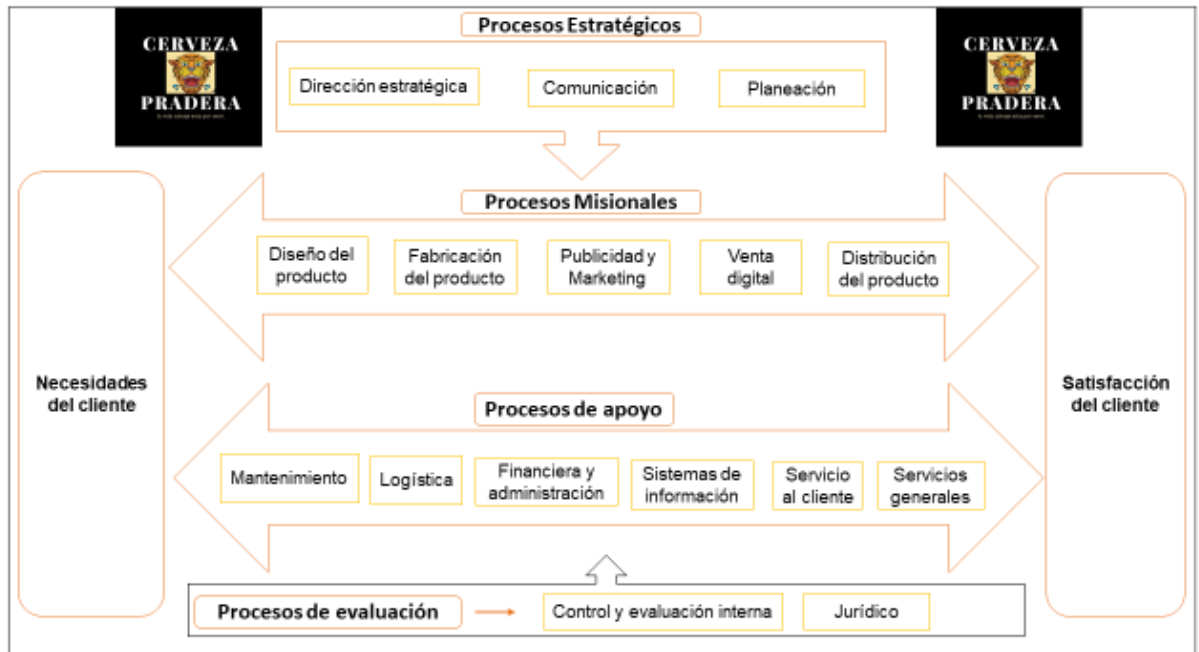 Procesos Estratégicos
CERVEZA
PRADERA
CERVEZA
PRADERA
Dirección estratégica
Comunicación
Planeación
Procesos Misionales
Diseño del
producto
Fabricación
del producto
Publicidad y
Marketing
Venta
digital
Distribución
del producto
Necesidades
del cliente
Satisfacción
del cliente
Procesos de apoyo
Mantenimiento
Logística
Financiera y
administración
Sistemas de
información
Servicio
al cliente
Servicios
generales
Procesos de evaluación
Control y evaluación interna
Jurídico